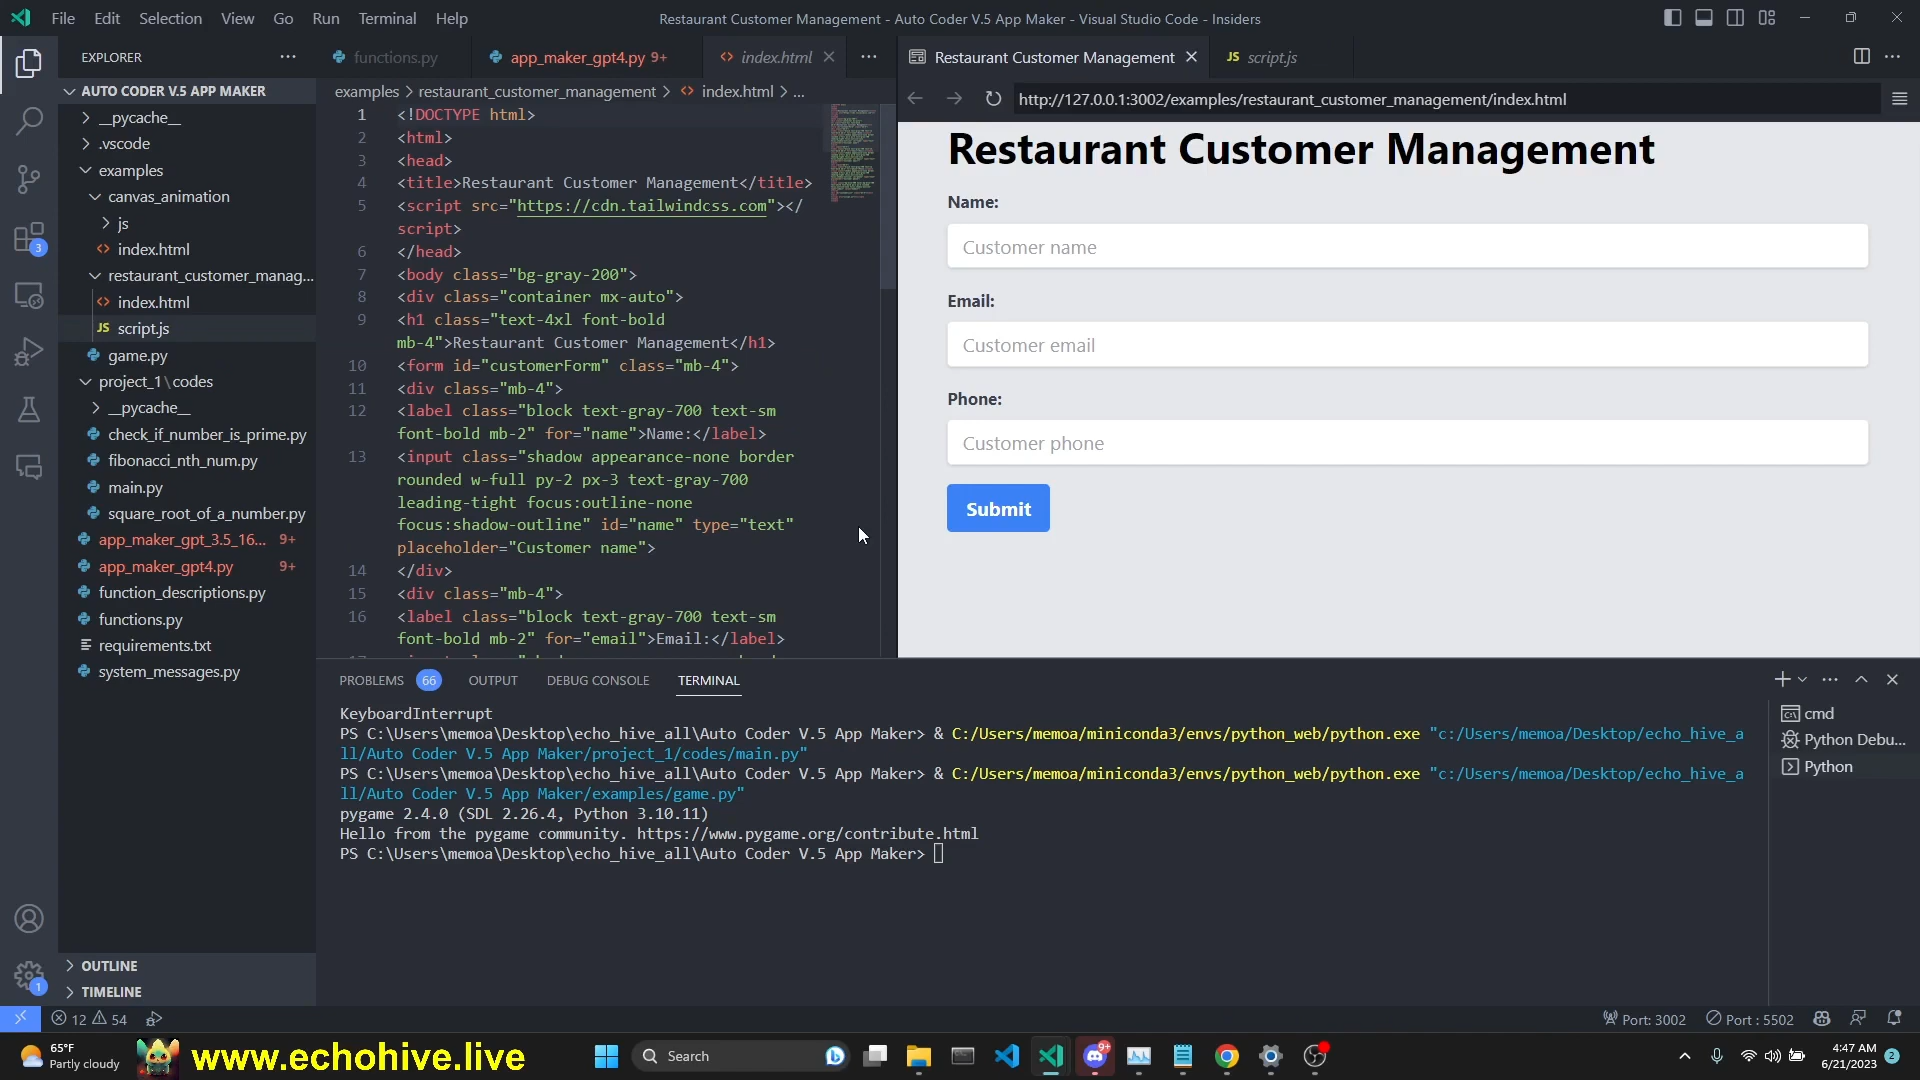 File Edit Selection View Go Run Terminal Help
Restaurant Customer Management - Auto Coder V.5 App Maker - Visual Studio Code - Insiders
EXPLORER
functions.py
app_maker_gpt4.py 9+
index.html
Restaurant Customer Management
JS script.js
AUTO CODER V.5 APP MAKER
__pycache__
.vscode
examples
canvas_animation
js
index.html
restaurant_customer_manag...
index.html
JS script.js
game.py
project_1\codes
__pycache__
check_if_number_is_prime.py
fibonacci_nth_num.py
main.py
square_root_of_a_number.py
app_maker_gpt_3.5_16... 9+
app_maker_gpt4.py 9+
function_descriptions.py
functions.py
requirements.txt
system_messages.py
OUTLINE
TIMELINE
3
1
examples > restaurant_customer_management > index.html > ...
1 <!DOCTYPE html>
2 <html>
3 <head>
4 <title>Restaurant Customer Management</title>
5 <script src="https://cdn.tailwindcss.com"></
script>
6 </head>
7 <body class="bg-gray-200">
8 <div class="container mx-auto">
9 <h1 class="text-4xl font-bold
mb-4">Restaurant Customer Management</h1>
10 <form id="customerForm" class="mb-4">
11 <div class="mb-4">
12 <label class="block text-gray-700 text-sm
font-bold mb-2" for="name">Name:</label>
13 <input class="shadow appearance-none border
rounded w-full py-2 px-3 text-gray-700
leading-tight focus:outline-none
focus:shadow-outline" id="name" type="text"
placeholder="Customer name">
14 </div>
15 <div class="mb-4">
16 <label class="block text-gray-700 text-sm
font-bold mb-2" for="email">Email:</label>
http://127.0.0.1:3002/examples/restaurant_customer_management/index.html
Restaurant Customer Management
Name:
Customer name
Email:
Customer email
Phone:
Customer phone
Submit
PROBLEMS 66 OUTPUT DEBUG CONSOLE TERMINAL
KeyboardInterrupt
PS C:\Users\memoa\Desktop\echo_hive_all\Auto Coder V.5 App Maker> & C:/Users/memoa/miniconda3/envs/python_web/python.exe "c:/Users/memoa/Desktop/echo_hive_a
ll/Auto Coder V.5 App Maker/project_1/codes/main.py"
PS C:\Users\memoa\Desktop\echo_hive_all\Auto Coder V.5 App Maker> & C:/Users/memoa/miniconda3/envs/python_web/python.exe "c:/Users/memoa/Desktop/echo_hive_a
ll/Auto Coder V.5 App Maker/examples/game.py"
pygame 2.4.0 (SDL 2.26.4, Python 3.10.11)
Hello from the pygame community. https://www.pygame.org/contribute.html
PS C:\Users\memoa\Desktop\echo_hive_all\Auto Coder V.5 App Maker>
cmd
Python Debu...
Python
12 54
Port: 3002
Port : 5502
65°F
Partly cloudy
www.echohive.live
Search
9+
4:47 AM
6/21/2023
2